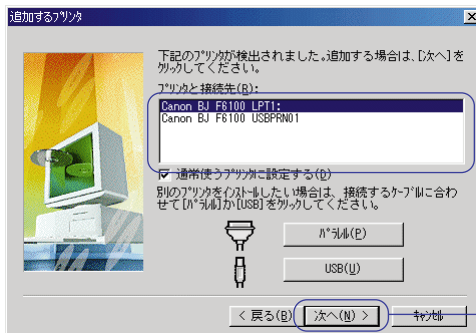 追加するプリンタ
下記のプリンタが検出されました。追加する場合は、[次へ]を
クリックしてください。
プリンタと接続先(R):
Canon BJ F6100 LPT1:
Canon BJ F6100 USBPRN01
通常使うプリンタに設定する(D)
別のプリンタをインストールしたい場合は、接続するケーブルに合わ
せて[パラレル]か[USB]をクリックしてください。
パラレル(P)
USB(U)
< 戻る(B)
次へ(N) >
キャンセル